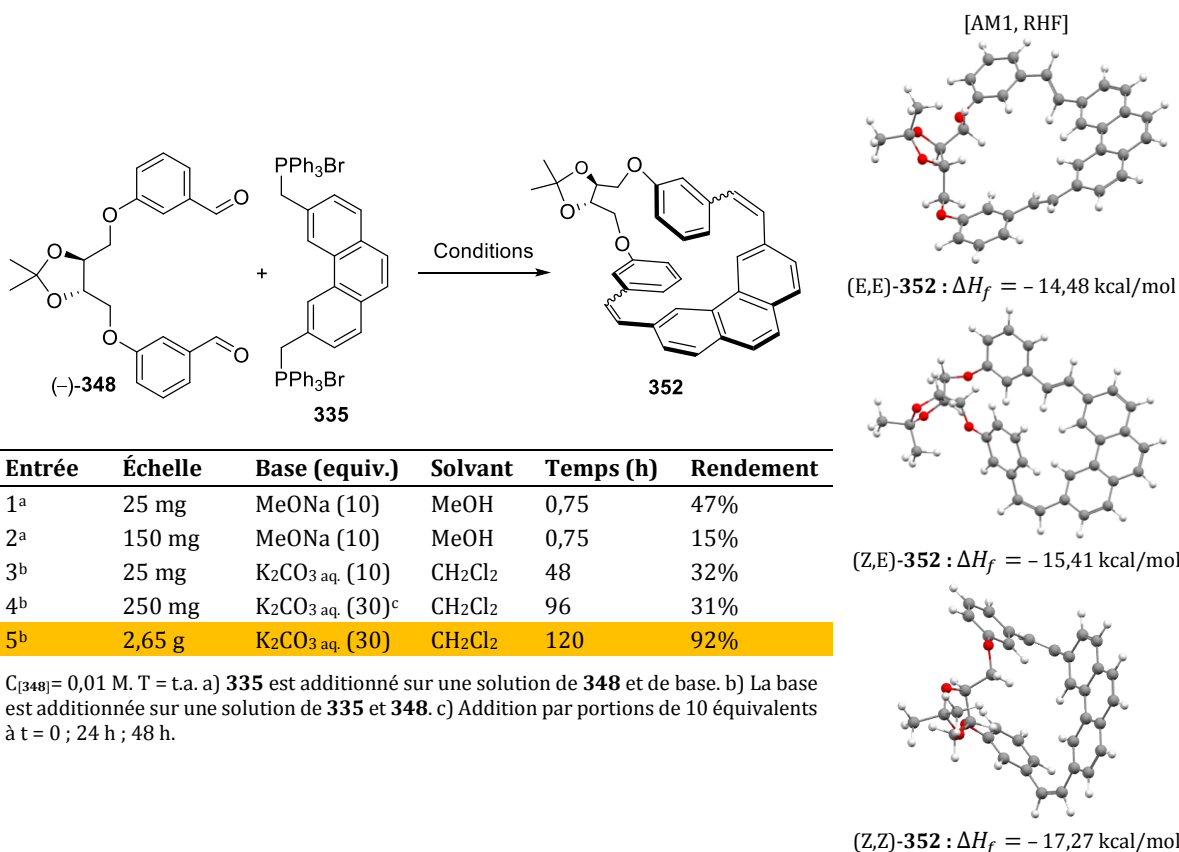 [AM1, RHF]
(E,E)-352 : ΔHf = – 14,48 kcal/mol
(Z,E)-352 : ΔHf = – 15,41 kcal/mol
(Z,Z)-352 : ΔHf = – 17,27 kcal/mol
PPh3Br
O
O
O
O
O
O
(–)-348
+
PPh3Br
335
Conditions
O
O
O
O
352
Entrée Échelle Base (equiv.) Solvant Temps (h) Rendement
1a 25 mg MeONa (10) MeOH 0,75 47%
2a 150 mg MeONa (10) MeOH 0,75 15%
3b 25 mg K2CO3 aq. (10) CH2Cl2 48 32%
4b 250 mg K2CO3 aq. (30)c CH2Cl2 96 31%
5b 2,65 g K2CO3 aq. (30) CH2Cl2 120 92%
C[348]= 0,01 M. T = t.a. a) 335 est additionné sur une solution de 348 et de base. b) La base
est additionnée sur une solution de 335 et 348. c) Addition par portions de 10 équivalents
à t = 0 ; 24 h ; 48 h.